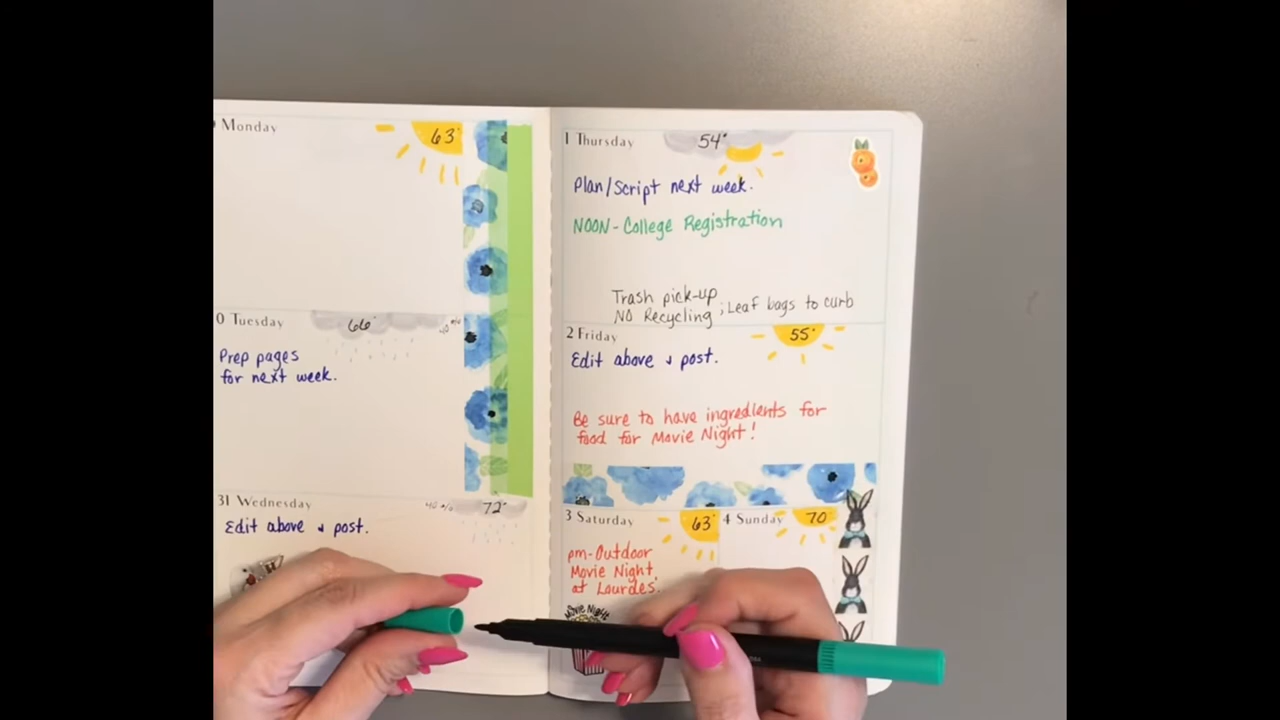 Monday
63°
0 Tuesday
66°
Prep pages
for next week.
31 Wednesday
72°
Edit above & post.
1 Thursday
54°
Plan/Script next week.
NOON - College Registration
Trash pick-up
NO Recycling ; Leaf bags to curb
2 Friday
55°
Edit above & post.
Be sure to have ingredients for
food for Movie Night!
3 Saturday
63°
pm-Outdoor
Movie Night
at Lourdes'.
Movie Night
4 Sunday
70°